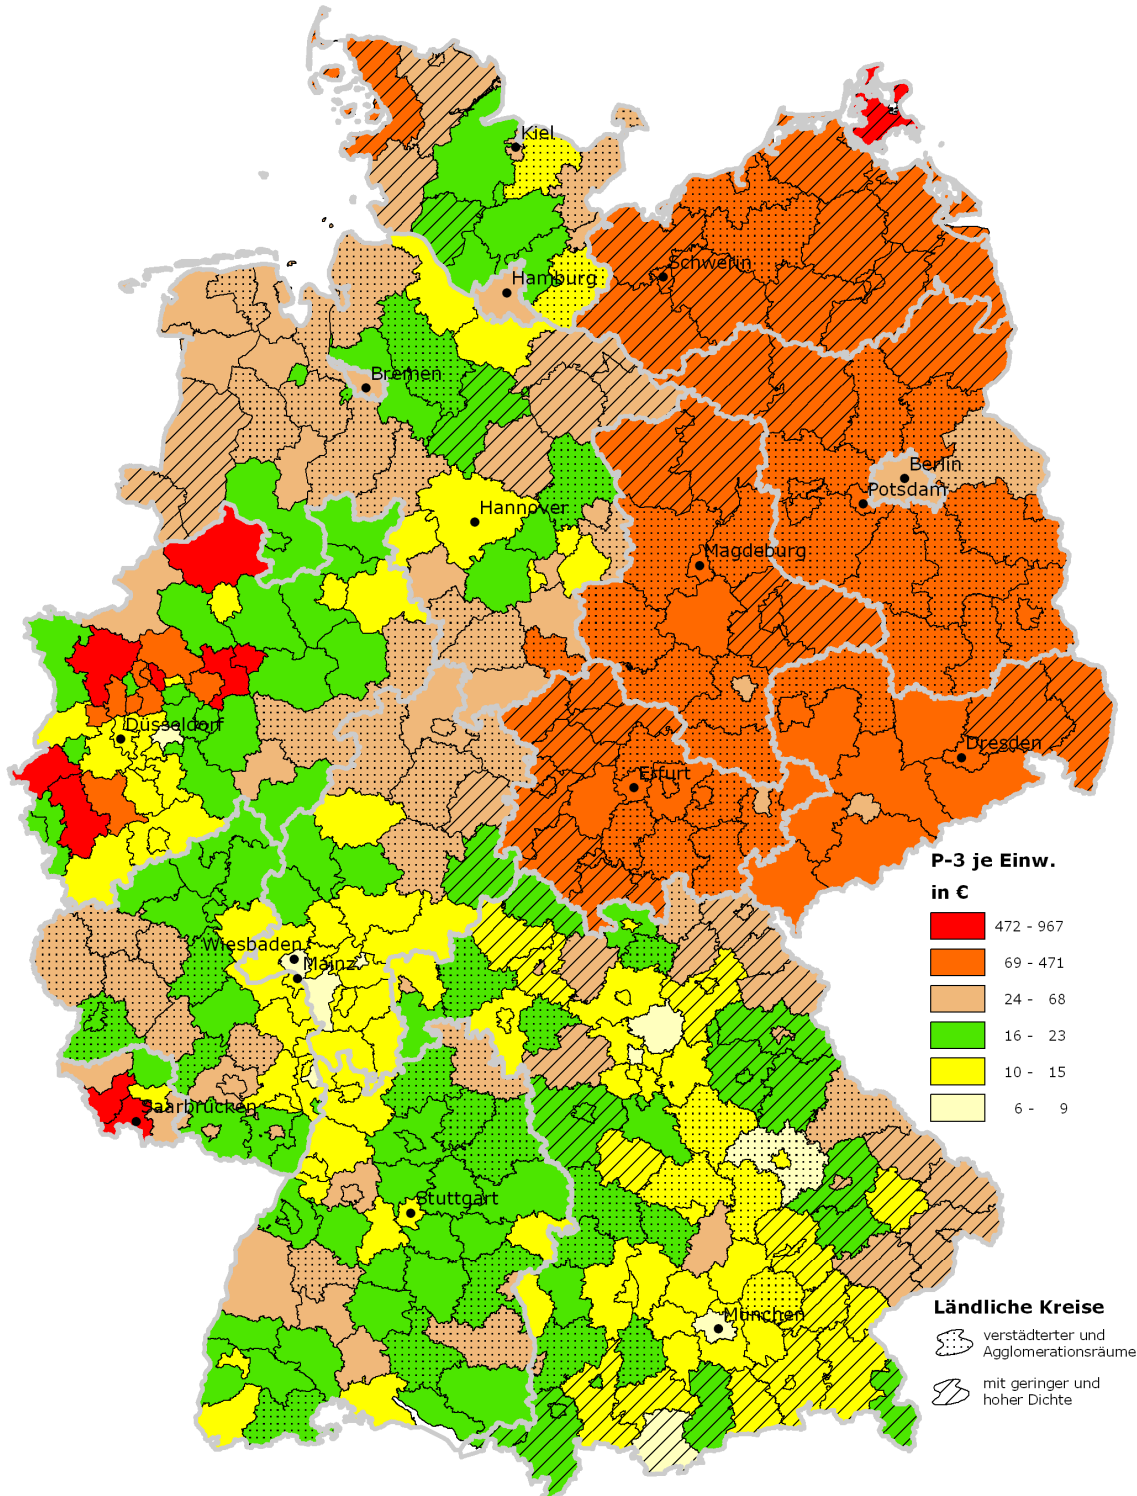 Kiel
Schwerin
Hamburg
Bremen
Berlin
Potsdam
Hannover
Magdeburg
Düsseldorf
Dresden
Erfurt
P-3 je Einw.
in €
472 - 967
69 - 471
24 - 68
16 - 23
10 - 15
6 - 9
Wiesbaden
Mainz
Saarbrücken
Stuttgart
München
Ländliche Kreise
verstädterter und
Agglomerationsräume
mit geringer und
hoher Dichte